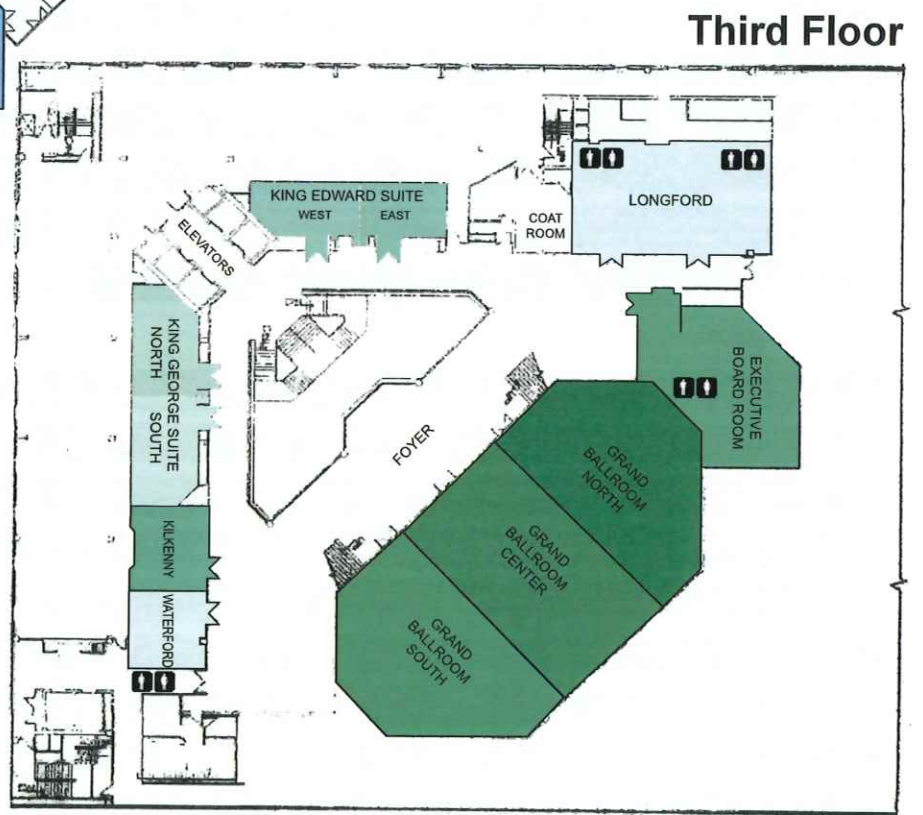 Third Floor
KING EDWARD SUITE
WEST
EAST
COAT
ROOM
LONGFORD
ELEVATORS
KING GEORGE SUITE
NORTH
SOUTH
EXECUTIVE
BOARD ROOM
FOYER
GRAND
BALLROOM
NORTH
GRAND
BALLROOM
CENTER
GRAND
BALLROOM
SOUTH
KILKENNY
WATERFORD